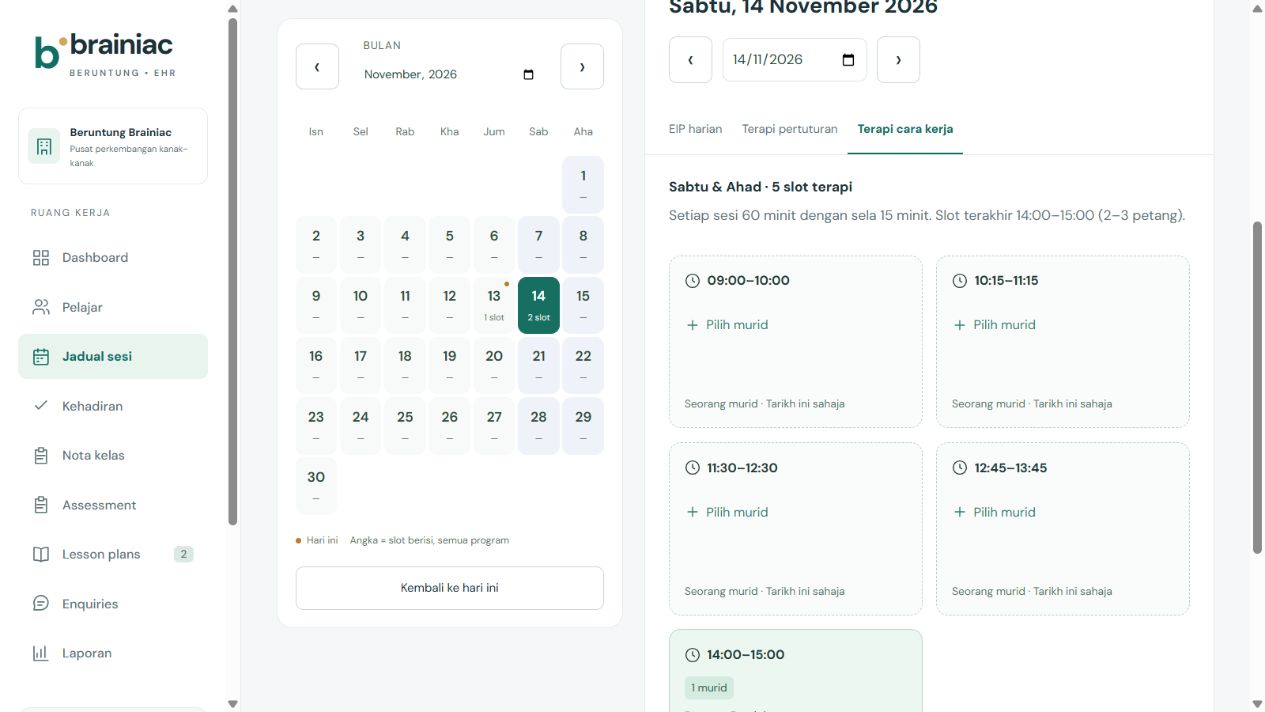 brainiac
BERUNTUNG • EHR
Beruntung Brainiac
Pusat perkembangan kanak-
kanak
RUANG KERJA
Dashboard
Pelajar
Jadual sesi
Kehadiran
Nota kelas
Assessment
Lesson plans 2
Enquiries
Laporan
BULAN
‹ November, 2026 ›
Isn Sel Rab Kha Jum Sab Aha
1
–
2 3 4 5 6 7 8
– – – – – – –
9 10 11 12 13 14 15
– – – – 1 slot 2 slot –
16 17 18 19 20 21 22
– – – – – – –
23 24 25 26 27 28 29
– – – – – – –
30
–
Hari ini Angka = slot berisi, semua program
Kembali ke hari ini
Sabtu, 14 November 2026
‹ 14/11/2026 ›
EIP harian Terapi pertuturan Terapi cara kerja
Sabtu & Ahad · 5 slot terapi
Setiap sesi 60 minit dengan sela 15 minit. Slot terakhir 14:00–15:00 (2–3 petang).
09:00–10:00
+ Pilih murid
Seorang murid · Tarikh ini sahaja
10:15–11:15
+ Pilih murid
Seorang murid · Tarikh ini sahaja
11:30–12:30
+ Pilih murid
Seorang murid · Tarikh ini sahaja
12:45–13:45
+ Pilih murid
Seorang murid · Tarikh ini sahaja
14:00–15:00
1 murid